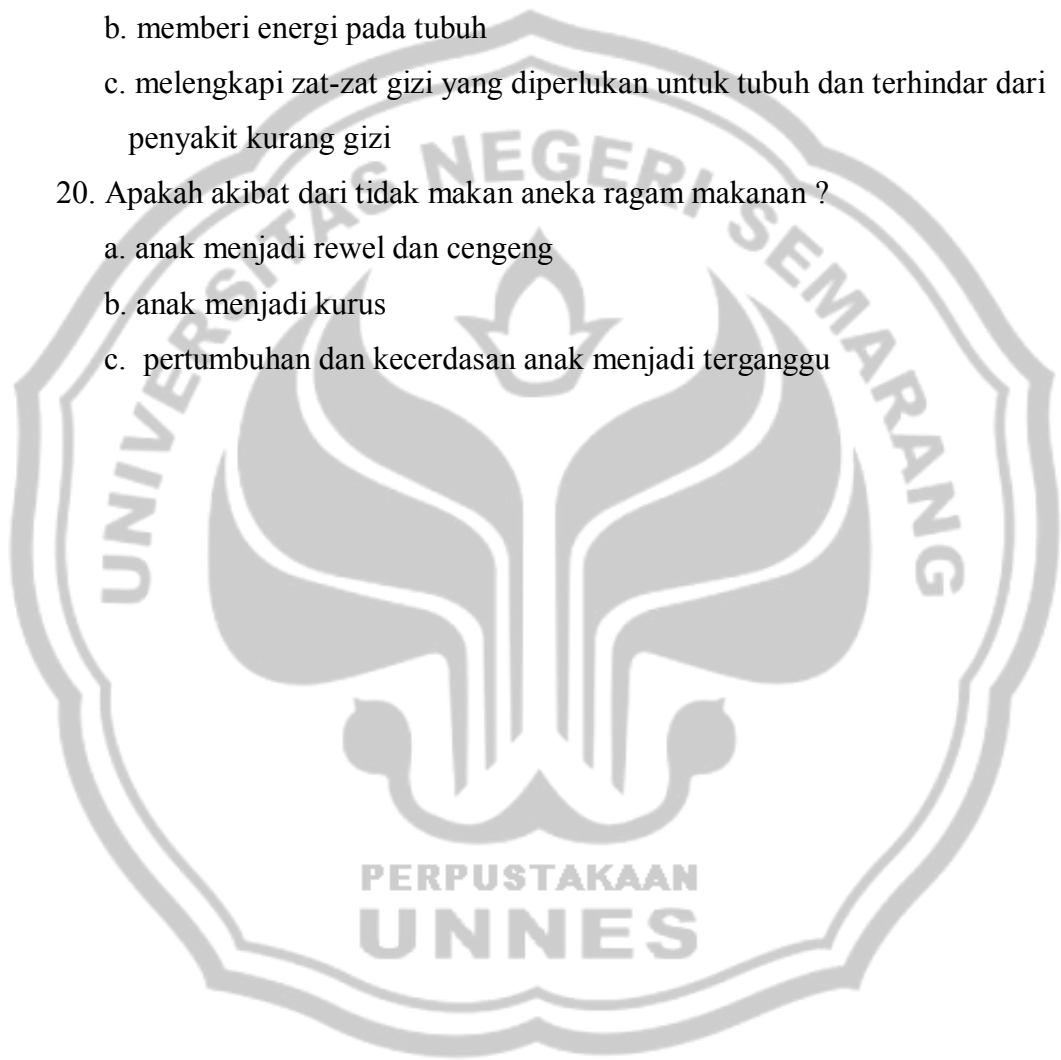 b. memberi energi pada tubuh
c. melengkapi zat-zat gizi yang diperlukan untuk tubuh dan terhindar dari
penyakit kurang gizi
20. Apakah akibat dari tidak makan aneka ragam makanan ?
a. anak menjadi rewel dan cengeng
b. anak menjadi kurus
c. pertumbuhan dan kecerdasan anak menjadi terganggu
UNIVERSITAS NEGERI SEMARANG
PERPUSTAKAAN
UNNES